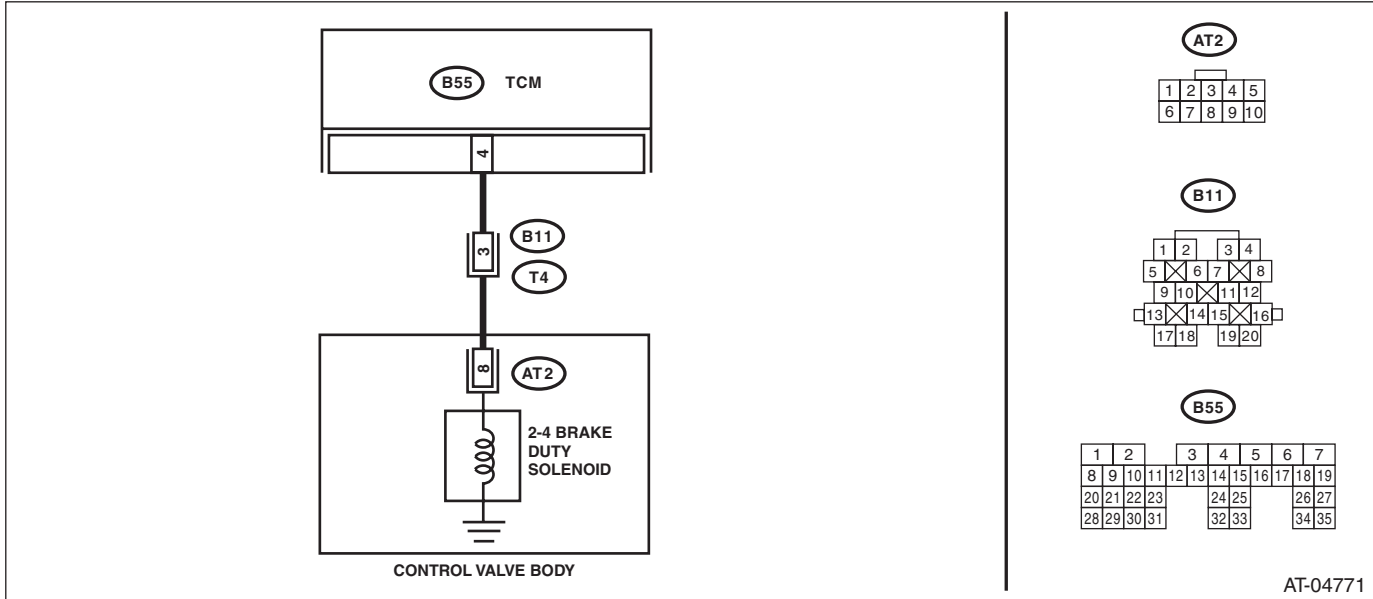 B55 TCM
4
3
B11
T4
8
AT2
2-4 BRAKE
DUTY
SOLENOID
CONTROL VALVE BODY
AT2
1 2 3 4 5
6 7 8 9 10
B11
1 2 3 4
5 6 7 8
9 10 11 12
13 14 15 16
17 18 19 20
B55
1 2 3 4 5 6 7
8 9 10 11 12 13 14 15 16 17 18 19
20 21 22 23 24 25 26 27
28 29 30 31 32 33 34 35
AT-04771